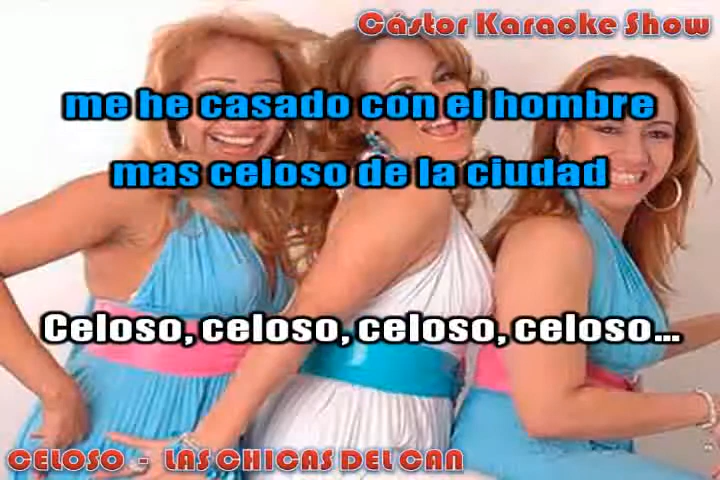 Cástor Karaoke Show
me he casado con el hombre
mas celoso de la ciudad
Celoso, celoso, celoso, celoso...
CELOSO - LAS CHICAS DEL CAN